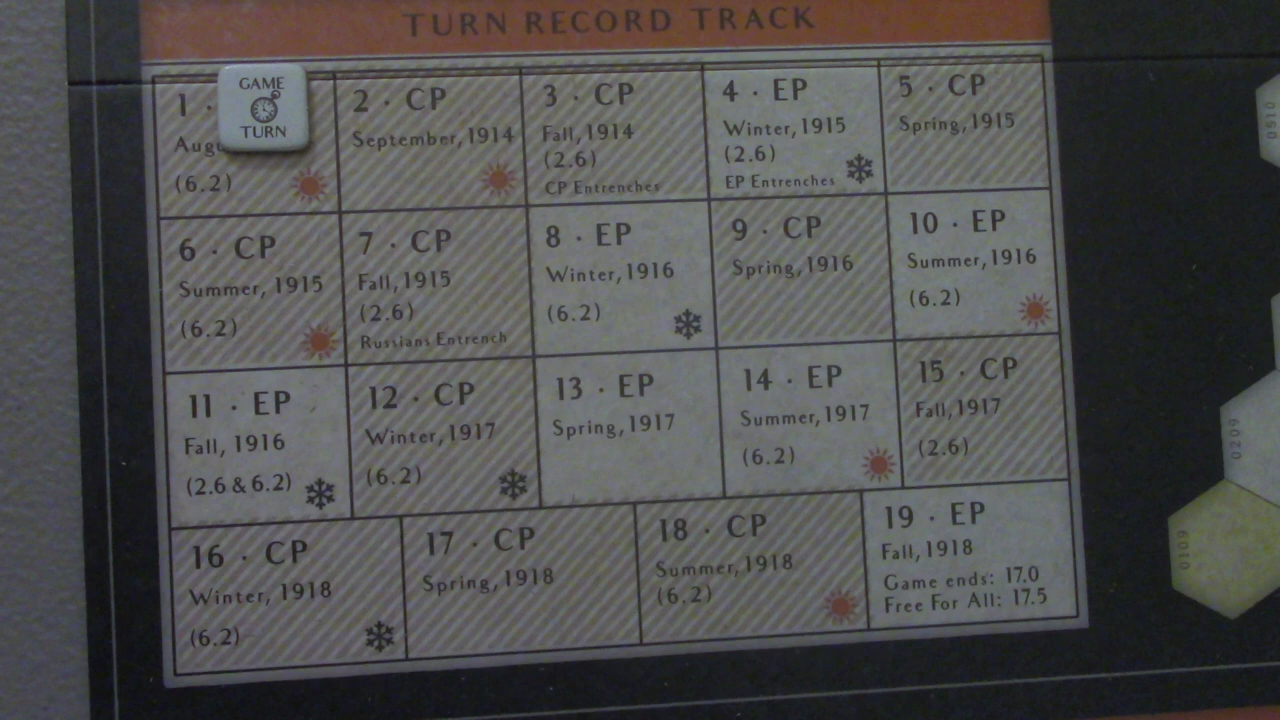 TURN RECORD TRACK
GAME
TURN
1 ·
(6.2)
2 · CP
September, 1914
3 · CP
Fall, 1914
(2.6)
CP Entrenches
4 · EP
Winter, 1915
(2.6)
EP Entrenches
5 · CP
Spring, 1915
6 · CP
Summer, 1915
(6.2)
7 · CP
Fall, 1915
(2.6)
Russians Entrench
8 · EP
Winter, 1916
(6.2)
9 · CP
Spring, 1916
10 · EP
Summer, 1916
(6.2)
11 · EP
Fall, 1916
(2.6 & 6.2)
12 · CP
Winter, 1917
(6.2)
13 · EP
Spring, 1917
14 · EP
Summer, 1917
(6.2)
15 · CP
Fall, 1917
(2.6)
16 · CP
Winter, 1918
(6.2)
17 · CP
Spring, 1918
18 · CP
Summer, 1918
(6.2)
19 · EP
Fall, 1918
Game ends: 17.0
Free For All: 17.5
0510
0209
0109